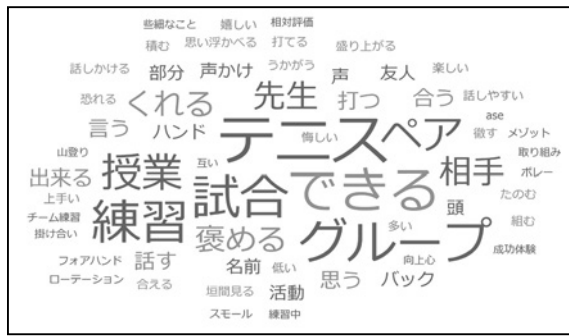 些細なこと 嬉しい 相対評価
積む 思い浮かべる 打てる 盛り上がる
話しかける 部分 声かけ うかがう 声 友人 楽しい
恐れる くれる 先生 打つ 合う 話しやすい
言う ハンド テニス ペア 徹す メゾット ase
山登り 悔しい 取り組み
出来る 授業 互い 試合 できる 相手 ボレー
上手い 頭 たのむ
チーム練習 練習 褒める グループ 多い 組む
掛け合い 成功体験
フォアハンド 話す 名前 低い 思う 向上心 バック
ローテーション 合える 垣間見る 活動
スモール 練習中